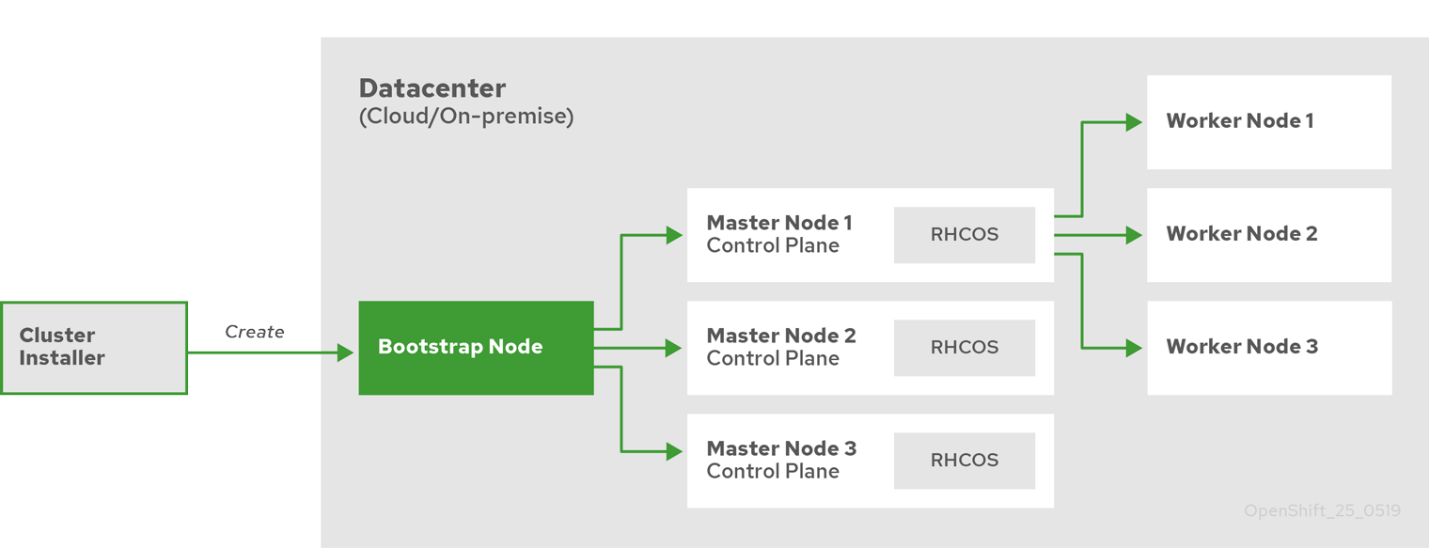 Datacenter
(Cloud/On-premise)
Cluster
Installer
Create
Bootstrap Node
Master Node 1
Control Plane
RHCOS
Master Node 2
Control Plane
RHCOS
Master Node 3
Control Plane
RHCOS
Worker Node 1
Worker Node 2
Worker Node 3
OpenShift_25_0519